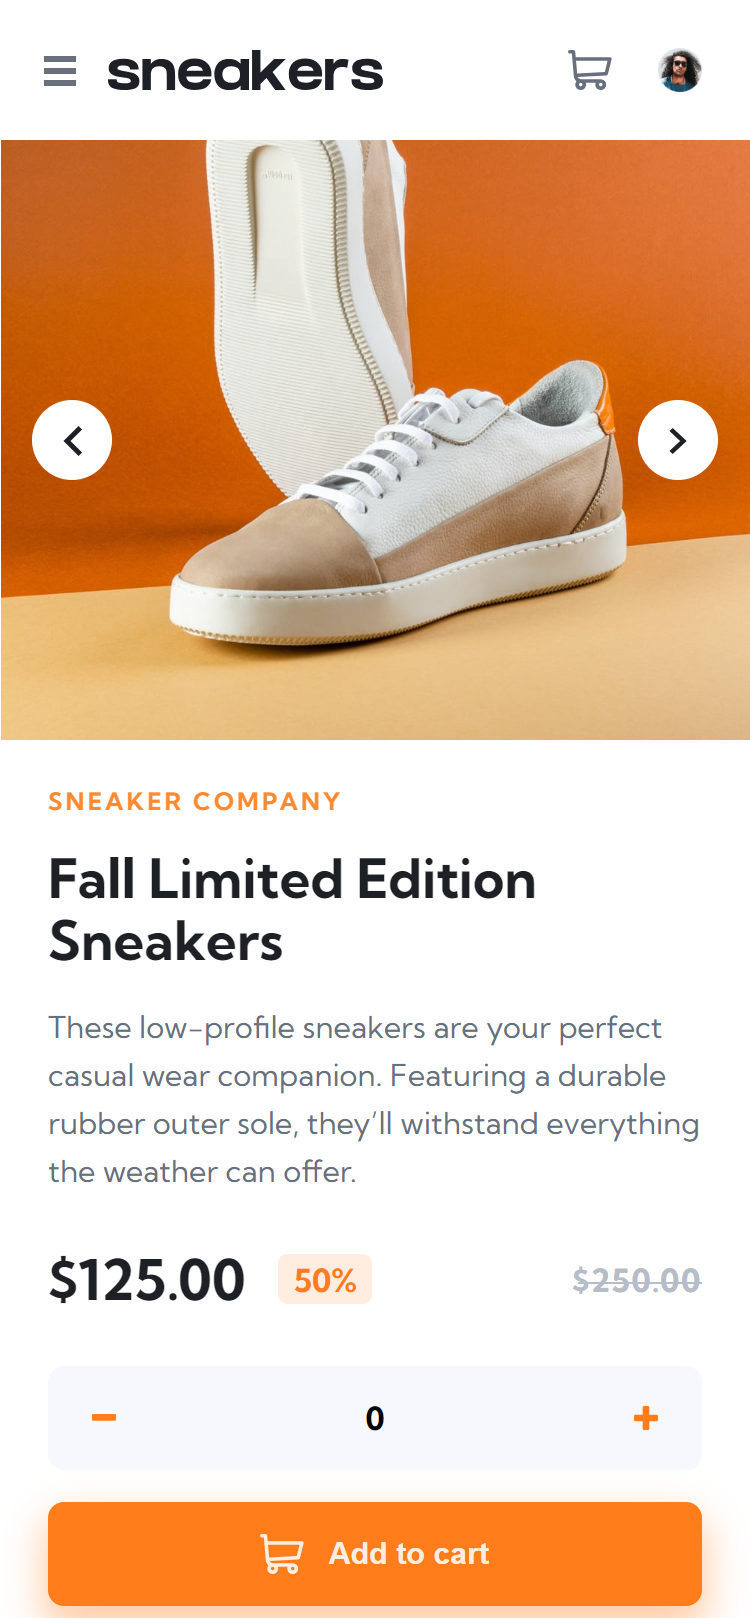 sneakers
SNEAKER COMPANY
Fall Limited Edition
Sneakers
These low-profile sneakers are your perfect
casual wear companion. Featuring a durable
rubber outer sole, they’ll withstand everything
the weather can offer.
$125.00 50% $250.00
0
Add to cart